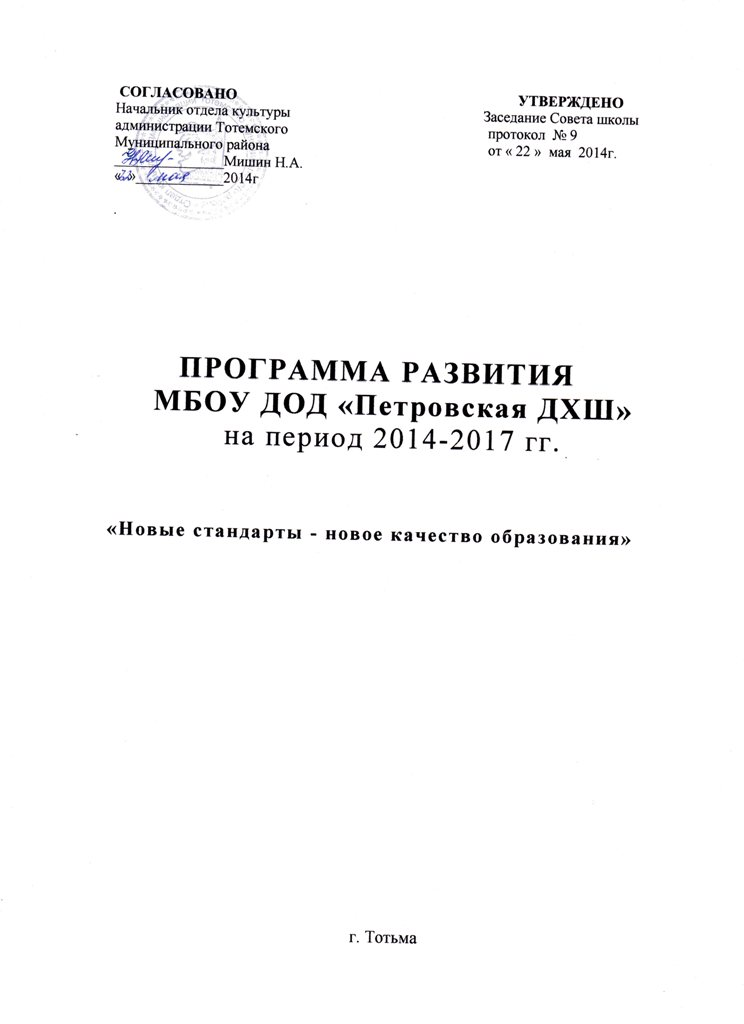 СОГЛАСОВАНО
Начальник отдела культуры
администрации Тотемского
Муниципального района
Мишин Н.А.
« » мая 2014г
УТВЕРЖДЕНО
Заседание Совета школы
протокол № 9
от « 22 » мая 2014г.
ПРОГРАММА РАЗВИТИЯ
МБОУ ДОД «Петровская ДХШ»
на период 2014-2017 гг.
«Новые стандарты - новое качество образования»
г. Тотьма